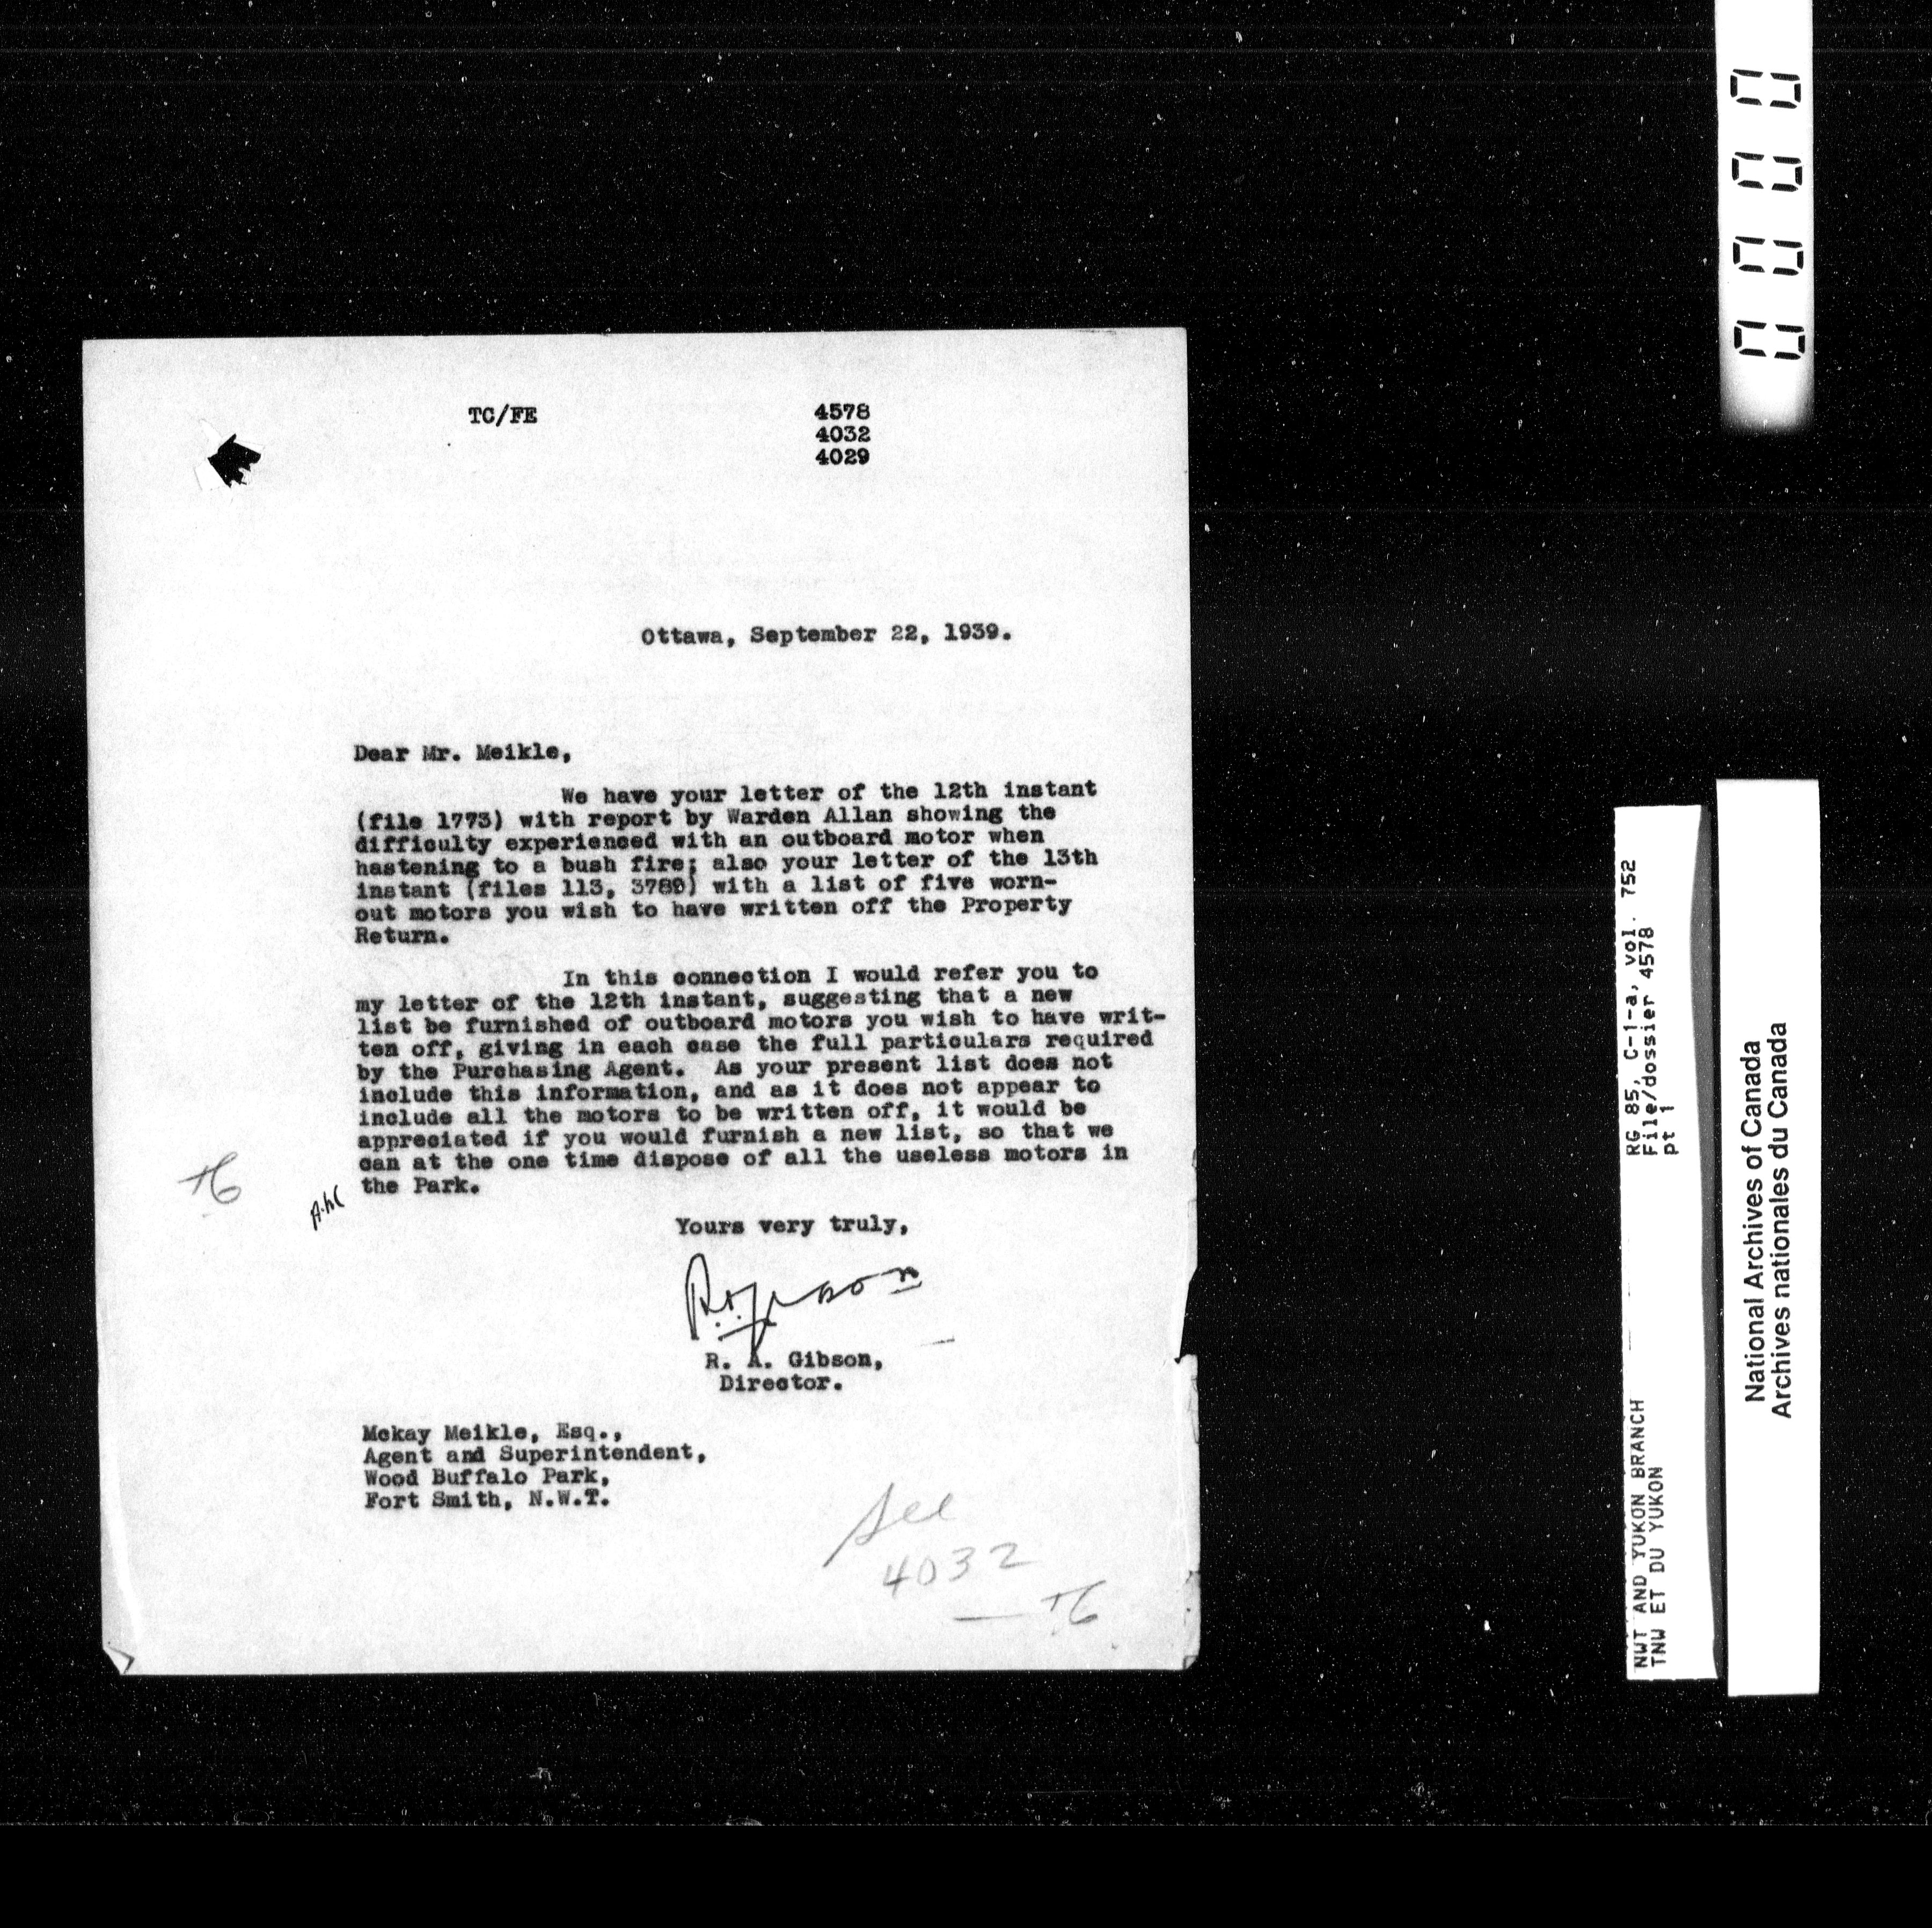 TC/FE
4578
4032
4029
Ottawa, September 22, 1939.
Dear Mr. Meikle,
We have your letter of the 12th instant
(file 1773) with report by Warden Allan showing the
difficulty experienced with an outboard motor when
hastening to a bush fire; also your letter of the 13th
instant (files 113, 3780) with a list of five worn-
out motors you wish to have written off the Property
Return.
In this connection I would refer you to
my letter of the 12th instant, suggesting that a new
list be furnished of outboard motors you wish to have writ-
ten off, giving in each case the full particulars required
by the Purchasing Agent. As your present list does not
include this information, and as it does not appear to
include all the motors to be written off, it would be
appreciated if you would furnish a new list, so that we
can at the one time dispose of all the useless motors in
the Park.
Yours very truly,
R. A. Gibson,
Director.
Mckay Meikle, Esq.,
Agent and Superintendent,
Wood Buffalo Park,
Fort Smith, N.W.T.
See
4032
0000
RG 85, C-1-a, vol. 752
File/dossier 4578
pt 1
NWT AND YUKON BRANCH
TNW ET DU YUKON
National Archives of Canada
Archives nationales du Canada